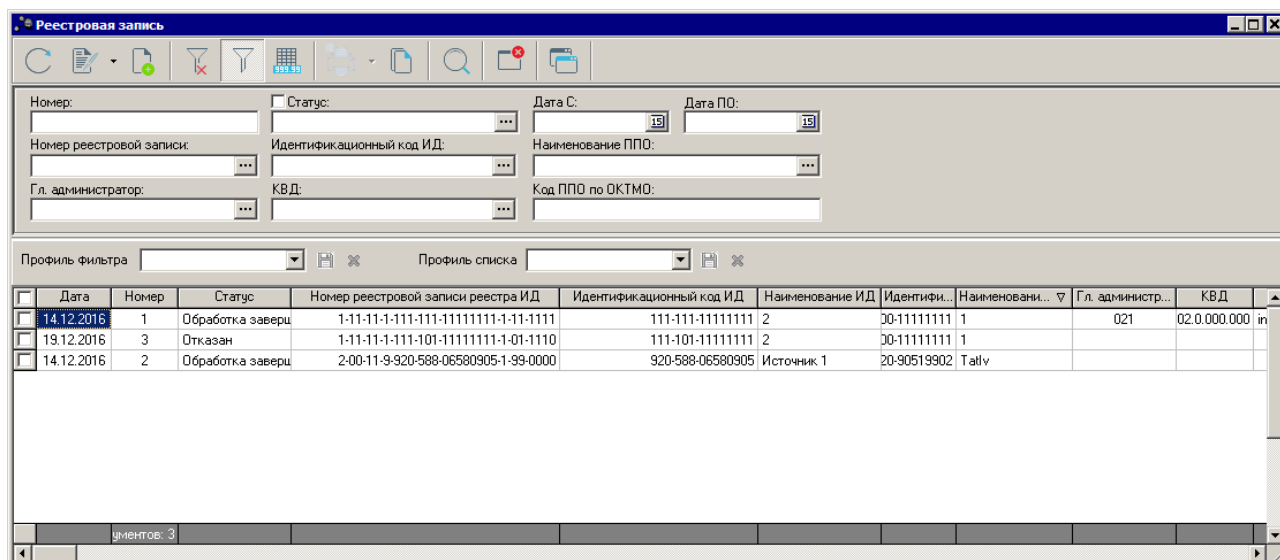 Реестровая запись
Номер: Статус: Дата С: Дата ПО:
15 15
Номер реестровой записи: Идентификационный код ИД: Наименование ППО:
Гл. администратор: КВД: Код ППО по ОКТМО:
Профиль фильтра Профиль списка
Дата Номер Статус Номер реестровой записи реестра ИД Идентификационный код ИД Наименование ИД Идентифи... Наименовани... Гл. администр... КВД
14.12.2016 1 Обработка заверш 1-11-11-1-111-111-11111111-1-11-1111 111-111-11111111 2 00-11111111 1 021 02.0.000.000 in
19.12.2016 3 Отказан 1-11-11-1-111-101-11111111-1-01-1110 111-101-11111111 2 00-11111111 1
14.12.2016 2 Обработка заверш 2-00-11-9-920-588-06580905-1-99-0000 920-588-06580905 Источник 1 20-90519902 Tatlv
ументов: 3